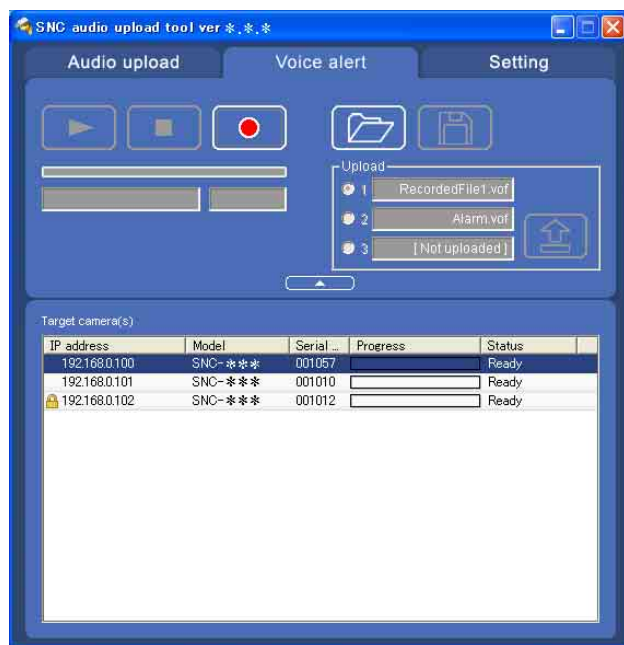 SNC audio upload tool ver *.*.*
Audio upload Voice alert Setting
Upload
1 RecordedFile1.vof
2 Alarm.vof
3 [ Not uploaded ]
Target camera(s)
IP address Model Serial ... Progress Status
192.168.0.100 SNC-*** 001057 Ready
192.168.0.101 SNC-*** 001010 Ready
192.168.0.102 SNC-*** 001012 Ready